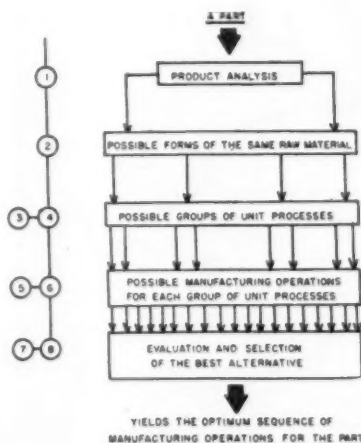 A PART
1
PRODUCT ANALYSIS
2
POSSIBLE FORMS OF THE SAME RAW MATERIAL
3 4
POSSIBLE GROUPS OF UNIT PROCESSES
5 6
POSSIBLE MANUFACTURING OPERATIONS
FOR EACH GROUP OF UNIT PROCESSES
7 8
EVALUATION AND SELECTION
OF THE BEST ALTERNATIVE
YIELDS THE OPTIMUM SEQUENCE OF
MANUFACTURING OPERATIONS FOR THE PART